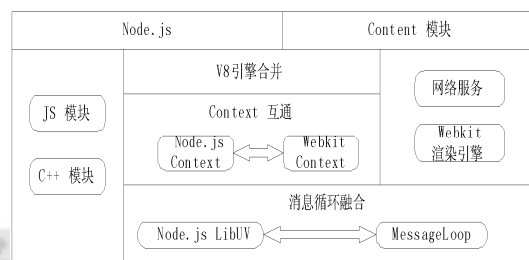 Node.js
Content 模块
V8引擎合并
JS 模块
C++ 模块
Context 互通
Node.js
Context
Webkit
Context
网络服务
Webkit
渲染引擎
消息循环融合
Node.js LibUV
MessageLoop